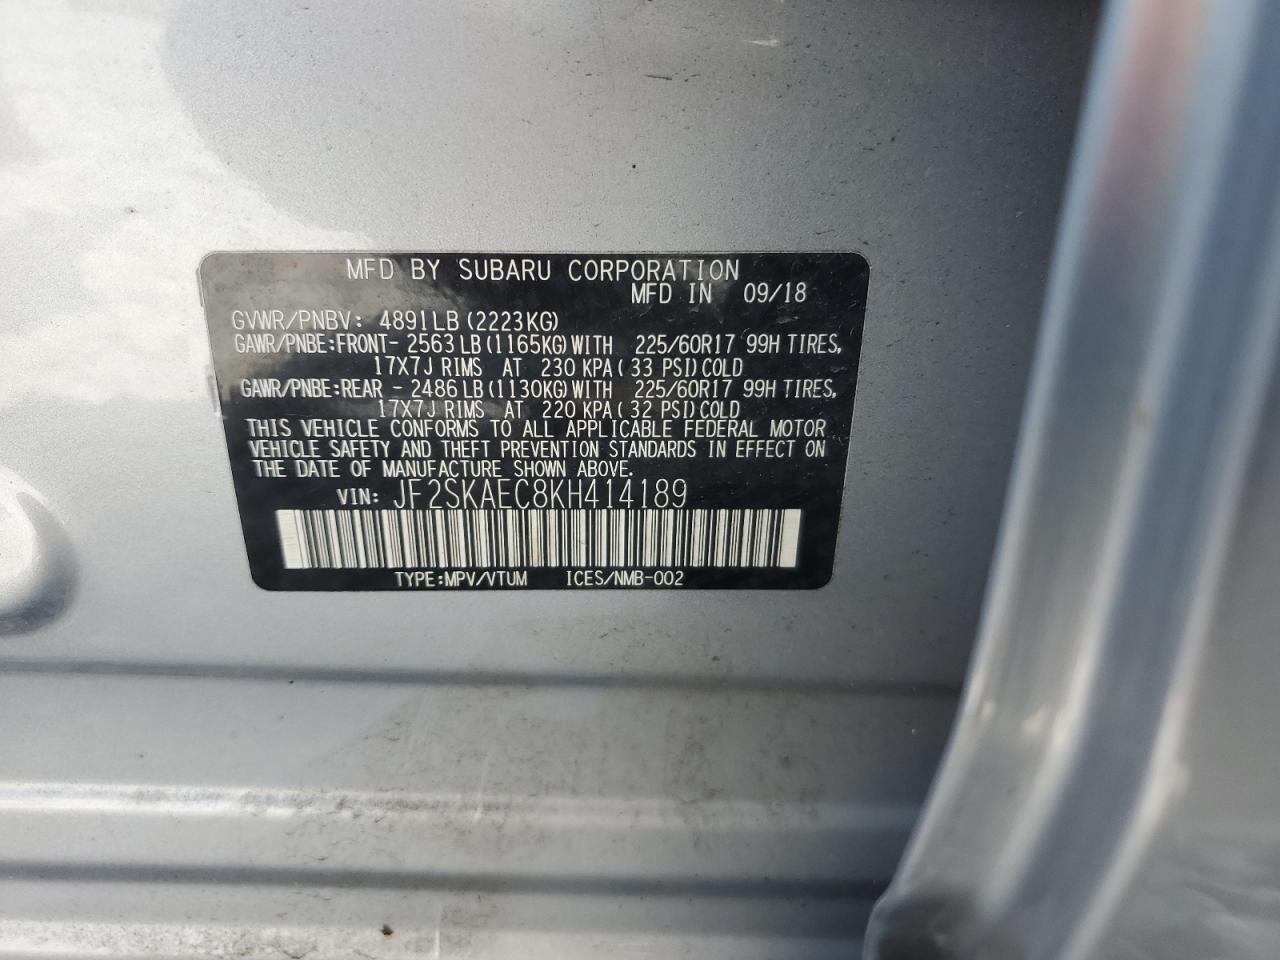 MFD BY SUBARU CORPORATION
MFD IN 09/18
GVWR/PNBV: 4891LB (2223KG)
GAWR/PNBE:FRONT- 2563 LB (1165KG) WITH 225/60R17 99H TIRES,
17X7J RIMS AT 230 KPA ( 33 PSI) COLD
GAWR/PNBE:REAR - 2486 LB (1130KG) WITH 225/60R17 99H TIRES,
17X7J RIMS AT 220 KPA ( 32 PSI) COLD
THIS VEHICLE CONFORMS TO ALL APPLICABLE FEDERAL MOTOR
VEHICLE SAFETY AND THEFT PREVENTION STANDARDS IN EFFECT ON
THE DATE OF MANUFACTURE SHOWN ABOVE.
VIN: JF2SKAEC8KH414189
TYPE:MPV/VTUM ICES/NMB-002